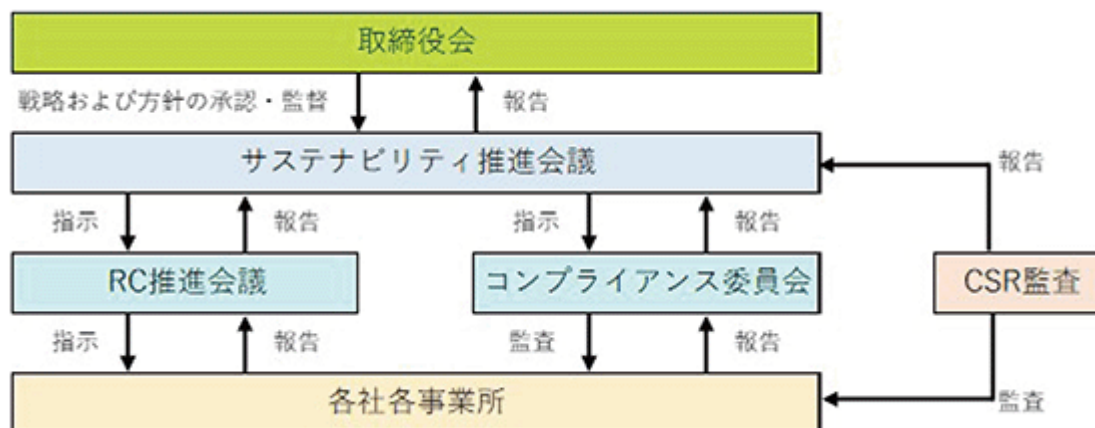 取締役会
戦略および方針の承認・監督
報告
サステナビリティ推進会議
報告
指示
報告
指示
報告
RC推進会議
コンプライアンス委員会
CSR監査
指示
報告
監査
報告
各社各事業所
監査